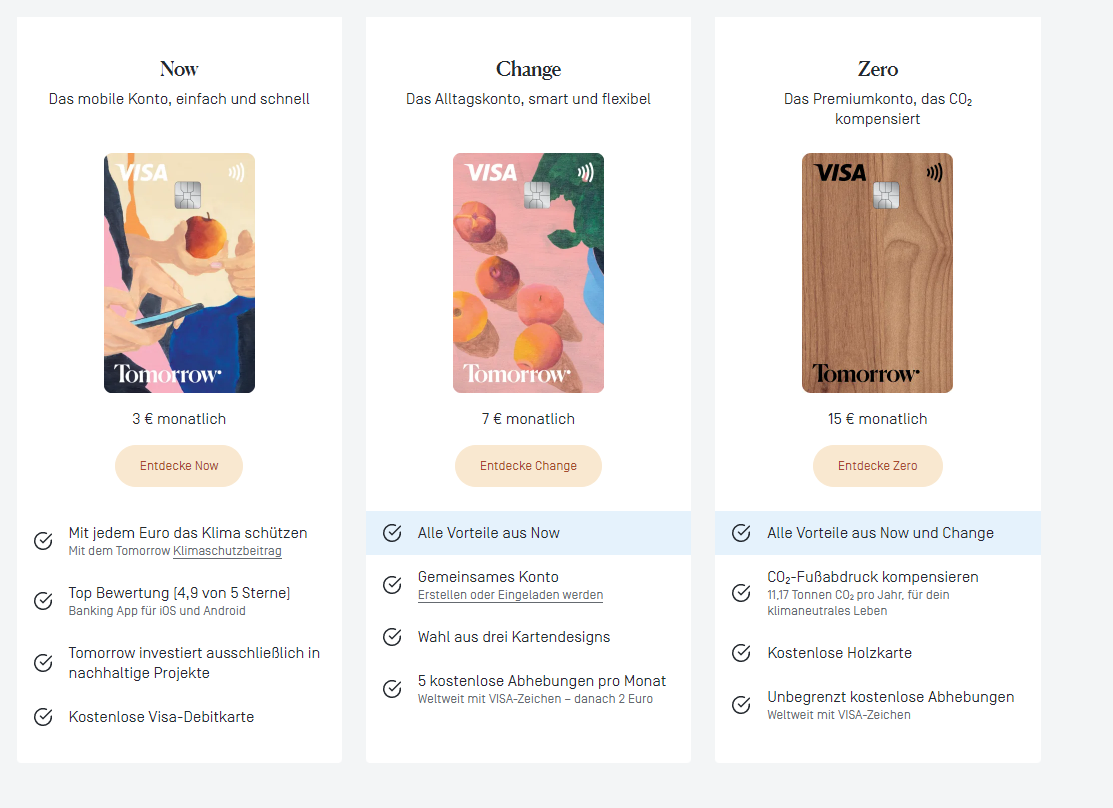 Now
Das mobile Konto, einfach und schnell
VISA
Tomorrow
3 € monatlich
Entdecke Now
Mit jedem Euro das Klima schützen
Mit dem Tomorrow Klimaschutzbeitrag
Top Bewertung [4,9 von 5 Sterne]
Banking App für iOS und Android
Tomorrow investiert ausschließlich in
nachhaltige Projekte
Kostenlose Visa-Debitkarte
Change
Das Alltagskonto, smart und flexibel
VISA
Tomorrow
7 € monatlich
Entdecke Change
Alle Vorteile aus Now
Gemeinsames Konto
Erstellen oder Eingeladen werden
Wahl aus drei Kartendesigns
5 kostenlose Abhebungen pro Monat
Weltweit mit VISA-Zeichen – danach 2 Euro
Zero
Das Premiumkonto, das CO₂
kompensiert
VISA
Tomorrow
15 € monatlich
Entdecke Zero
Alle Vorteile aus Now und Change
CO₂-Fußabdruck kompensieren
11,17 Tonnen CO₂ pro Jahr, für dein
klimaneutrales Leben
Kostenlose Holzkarte
Unbegrenzt kostenlose Abhebungen
Weltweit mit VISA-Zeichen